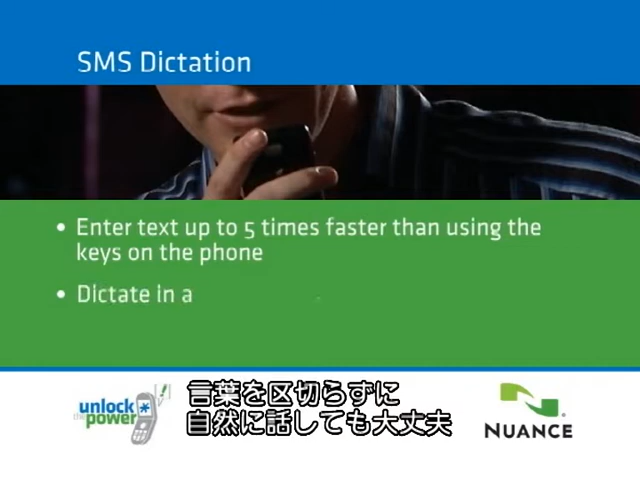 SMS Dictation
• Enter text up to 5 times faster than using the
keys on the phone
• Dictate in a
unlock
the power
言葉を区切らずに
自然に話しても大丈夫
NUANCE